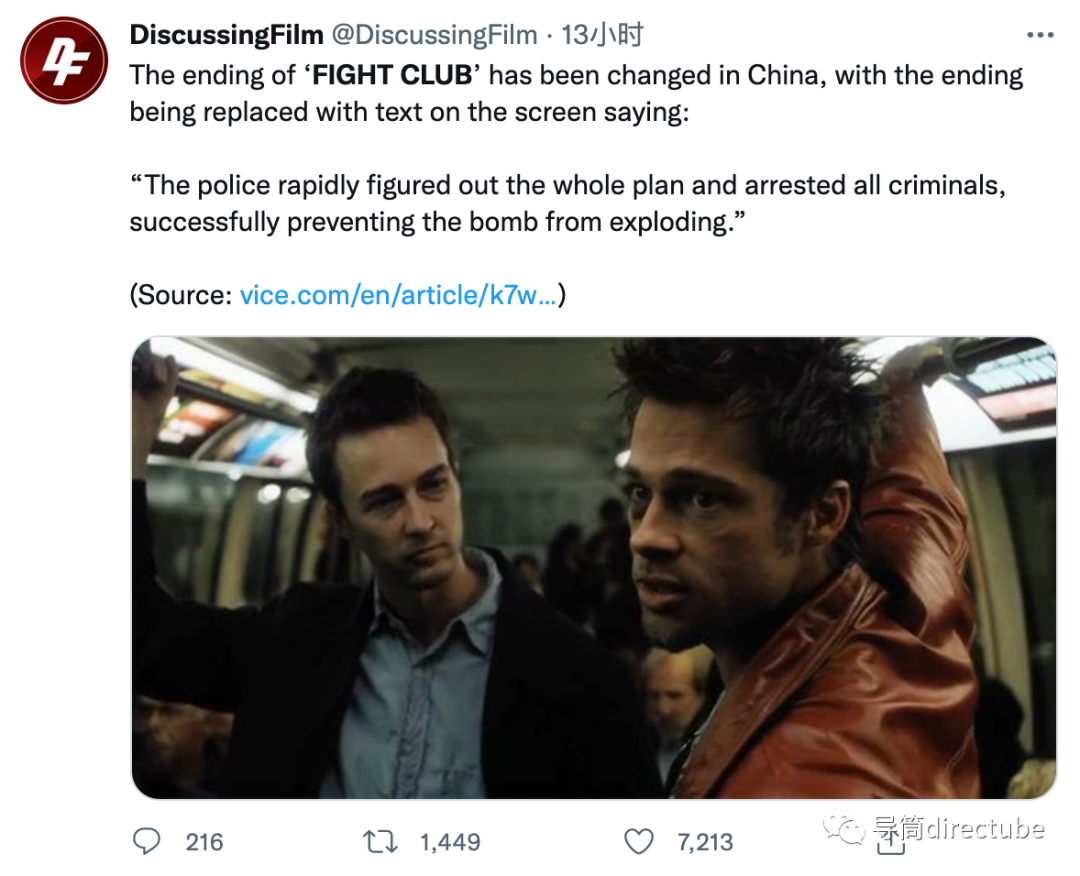 DF
DiscussingFilm @DiscussingFilm · 13小时
The ending of ‘FIGHT CLUB’ has been changed in China, with the ending
being replaced with text on the screen saying:
“The police rapidly figured out the whole plan and arrested all criminals,
successfully preventing the bomb from exploding.”
(Source: vice.com/en/article/k7w...)
216 1,449 7,213
导筒directube